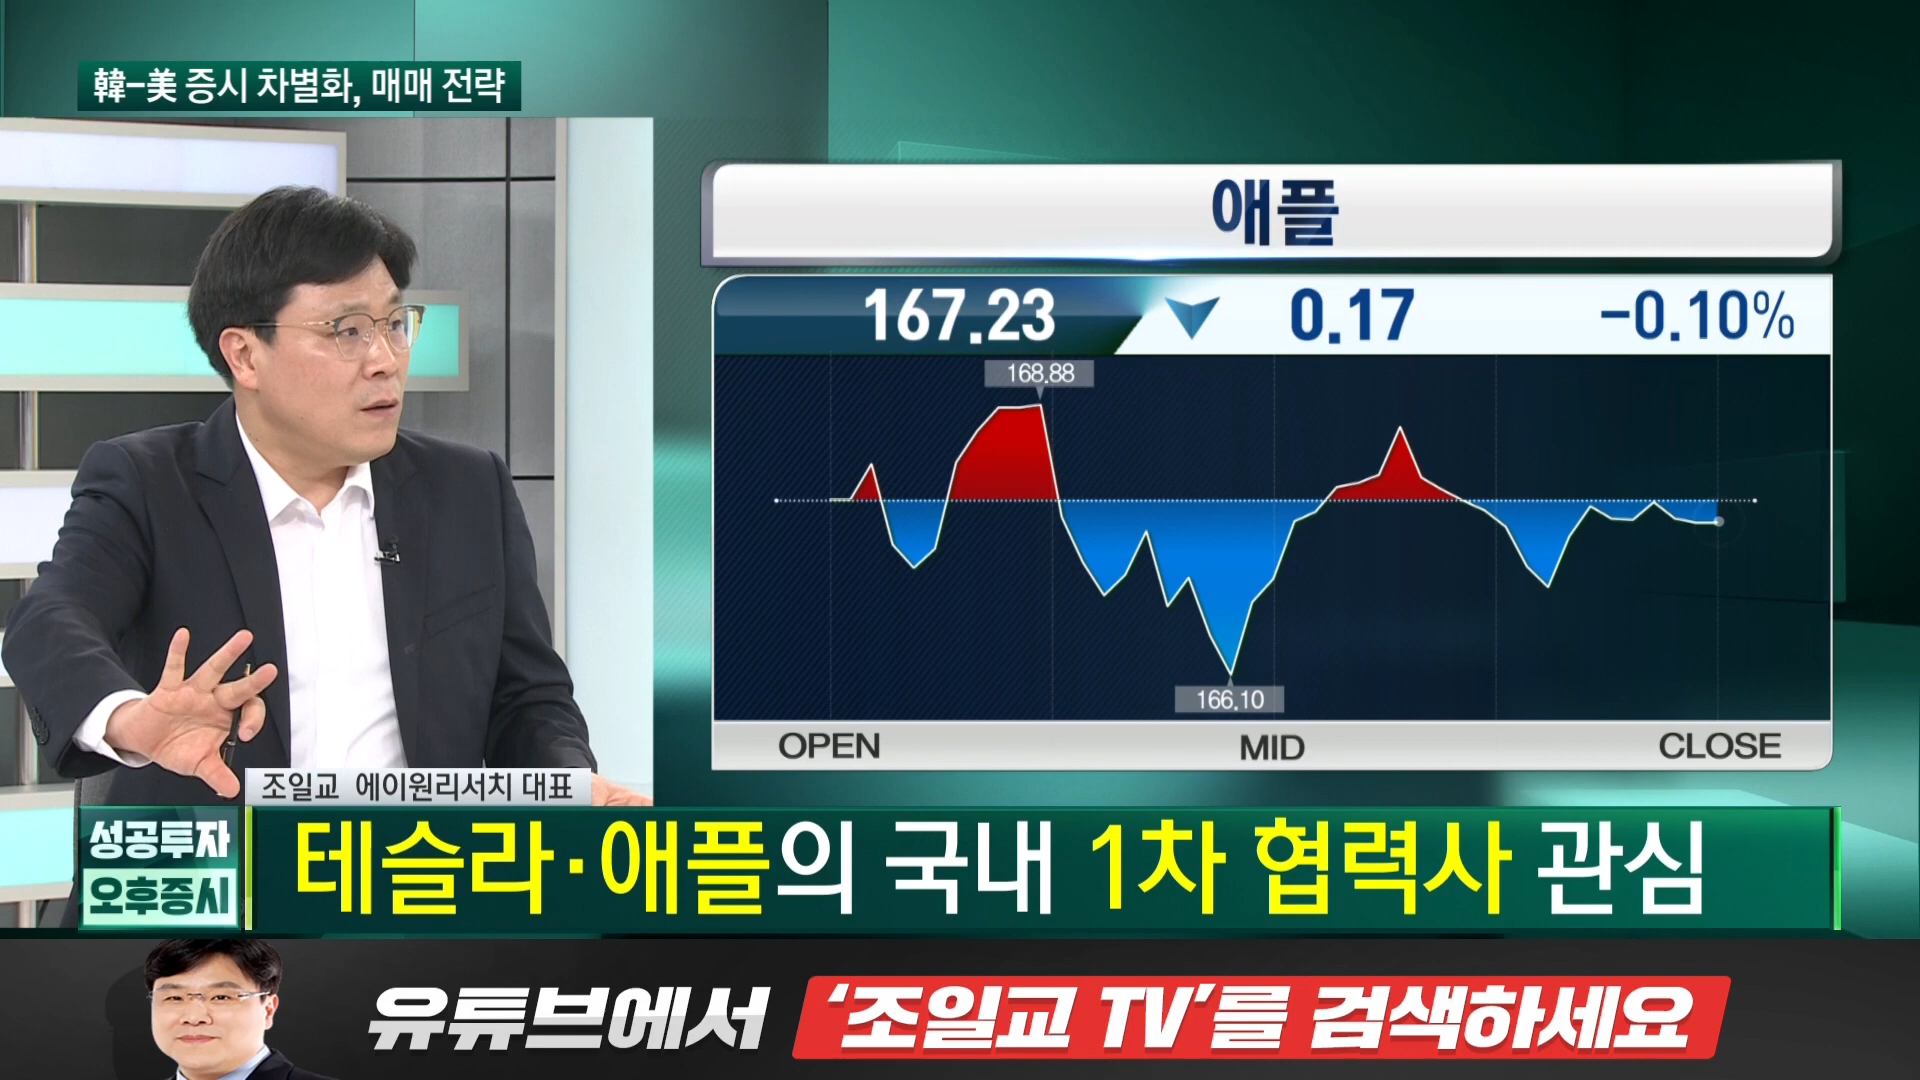 韓-美 증시 차별화, 매매 전략
애플
167.23 0.17 -0.10%
168.88
166.10
OPEN MID CLOSE
조일교 에이원리서치 대표
성공투자
오후증시
테슬라·애플의 국내 1차 협력사 관심
유튜브에서 '조일교 TV'를 검색하세요